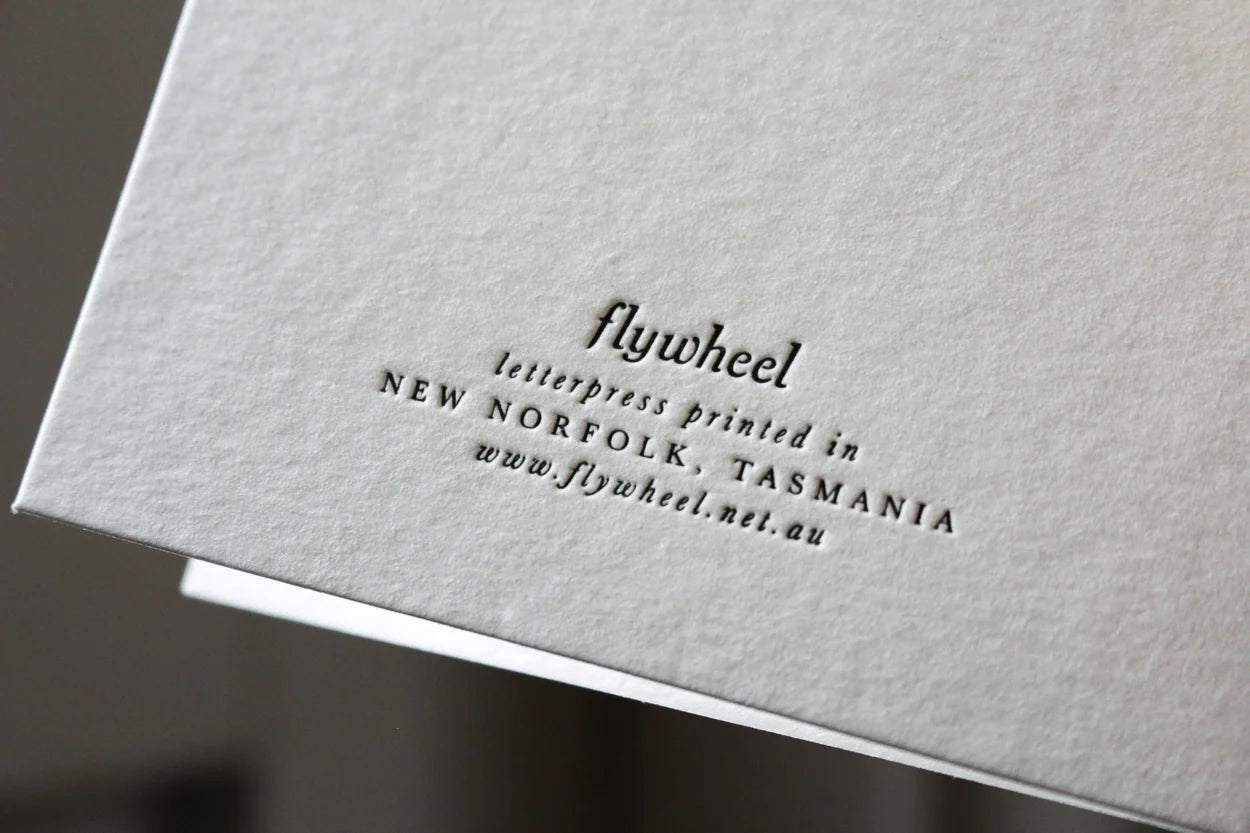 flywheel
letterpress printed in
NEW NORFOLK, TASMANIA
www.flywheel.net.au